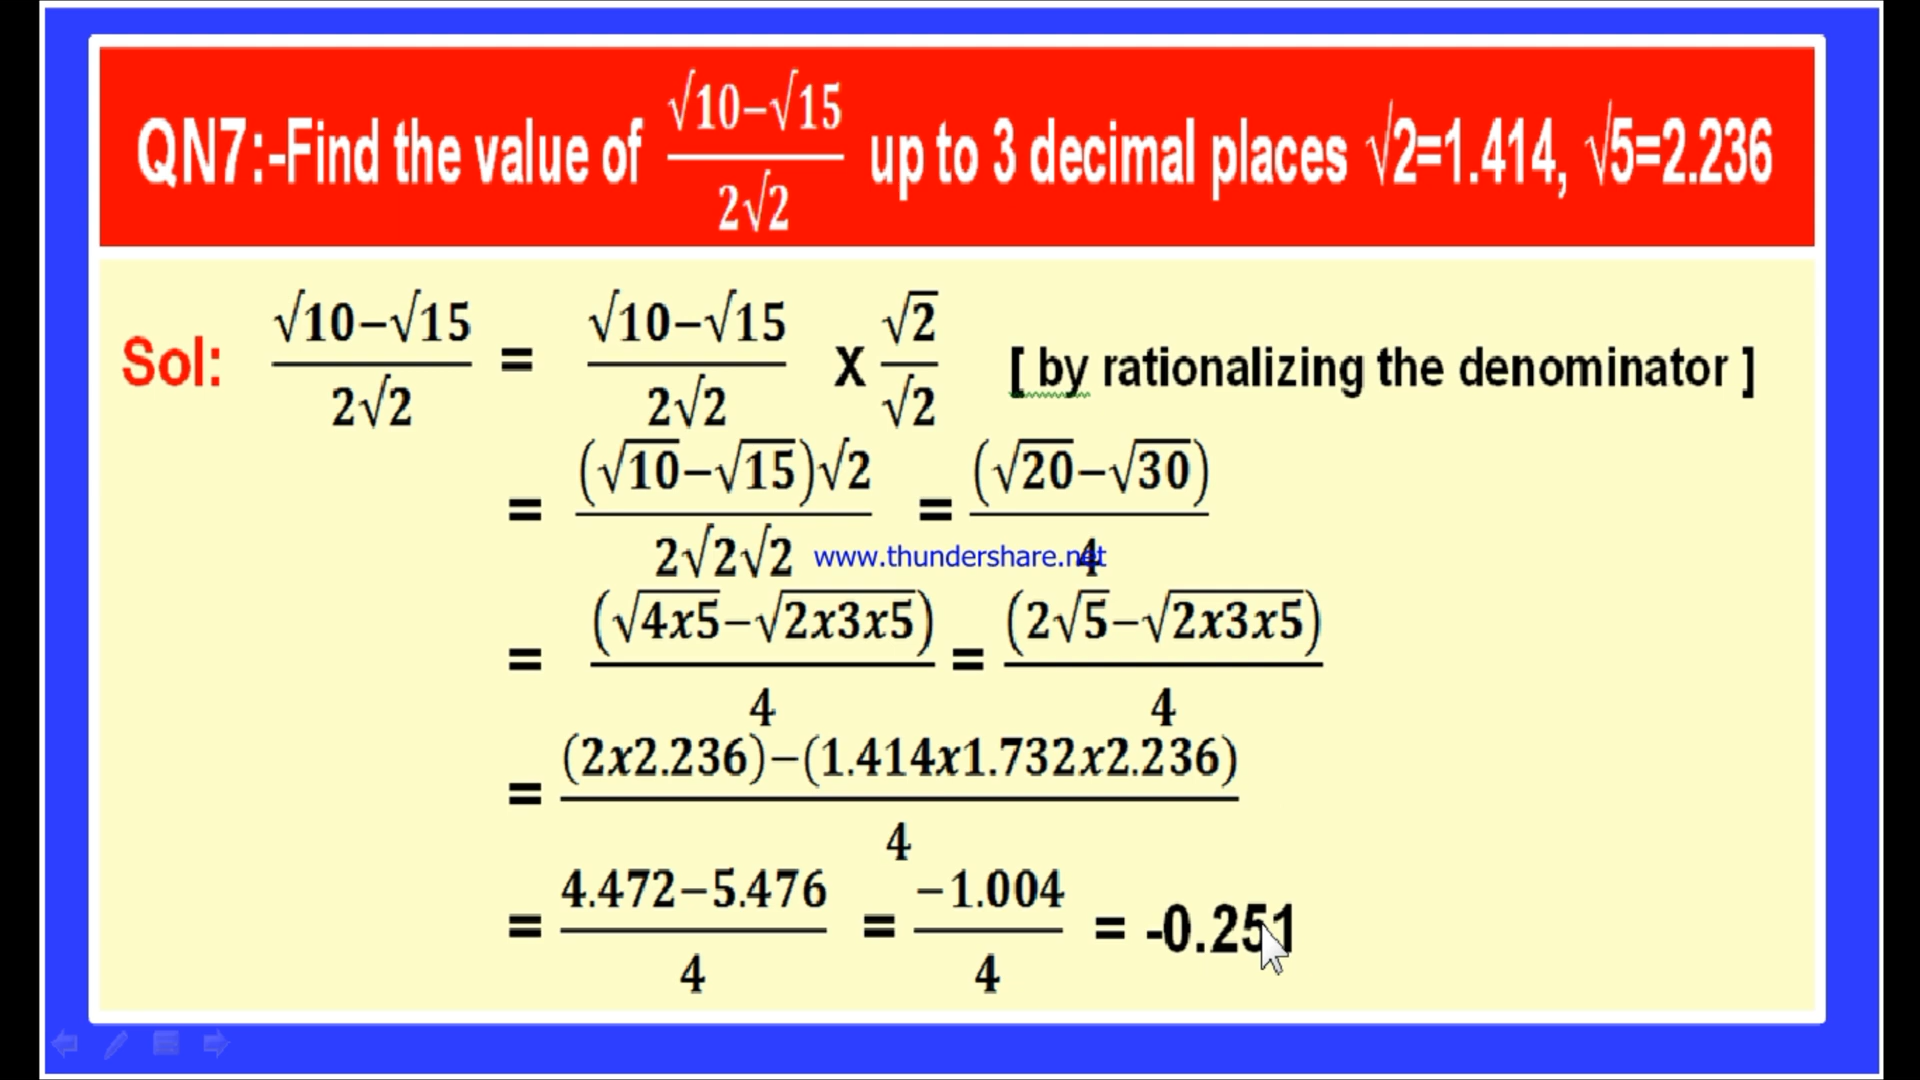 QN7:-Find the value of (√10−√15)/(2√2) up to 3 decimal places √2=1.414, √5=2.236
Sol: (√10−√15)/(2√2) = (√10−√15)/(2√2) X √2/√2 [ by rationalizing the denominator ]
= ((√10−√15)√2)/(2√2√2) = (√20−√30)/4
www.thundershare.net
= (√4x5−√2x3x5)/4 = (2√5−√2x3x5)/4
= ((2x2.236)−(1.414x1.732x2.236))/4
= (4.472−5.476)/4 = (−1.004)/4 = -0.251